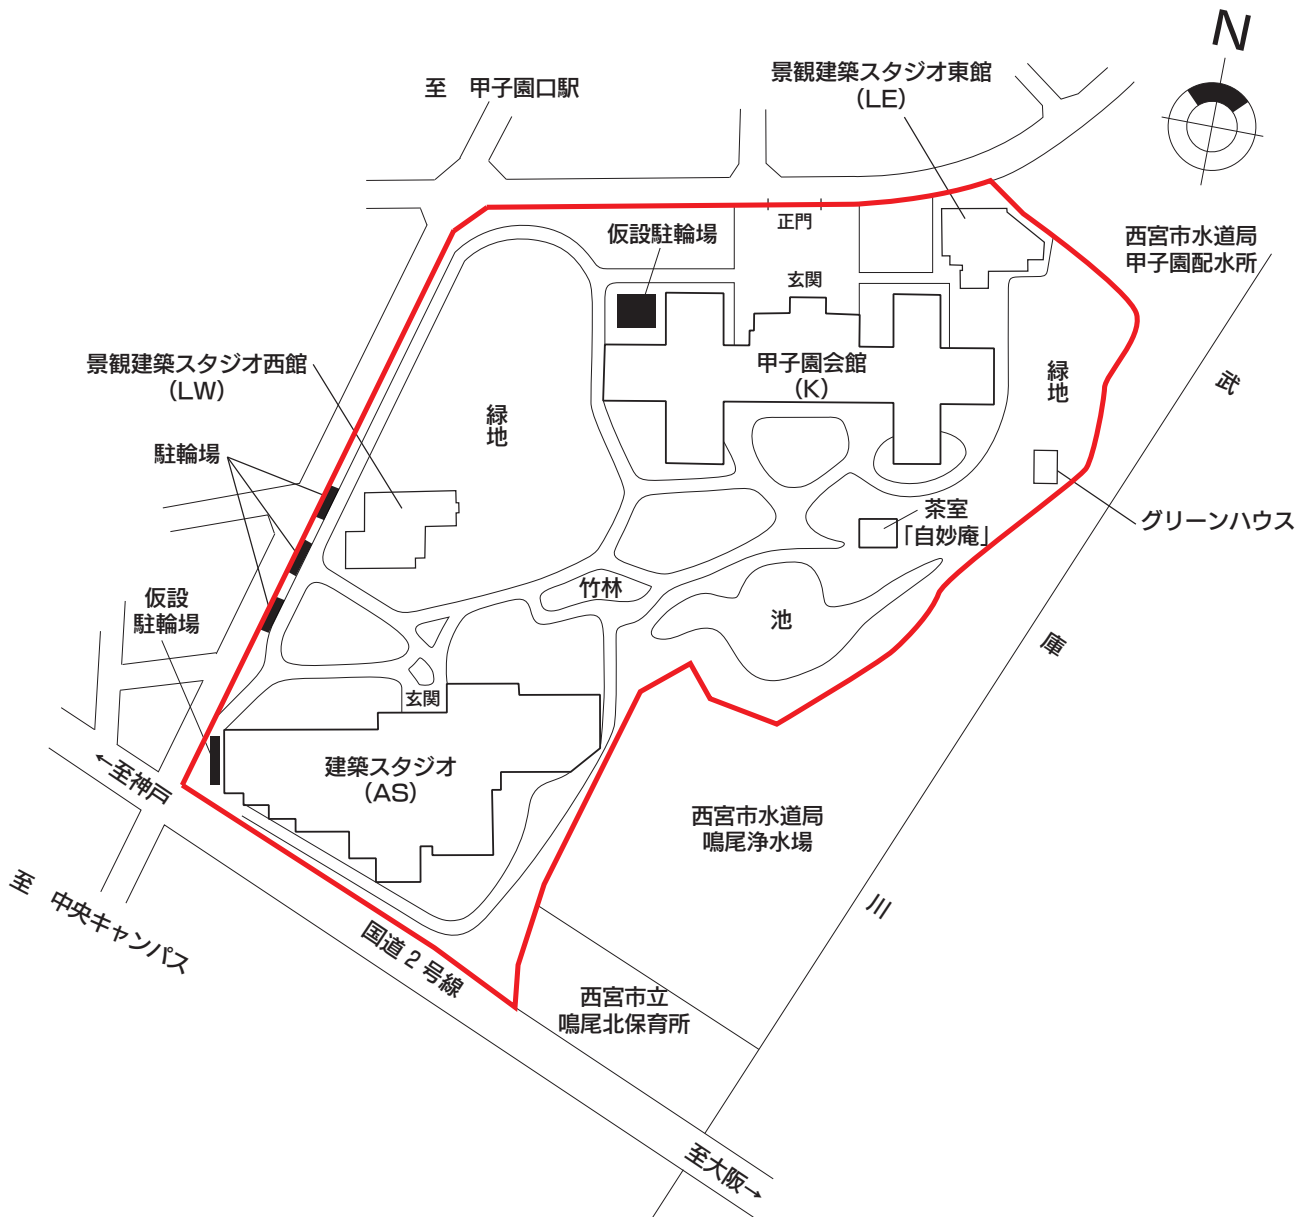 N
景観建築スタジオ東館
(LE)
至　甲子園口駅
仮設駐輪場
正門
西宮市水道局
甲子園配水所
玄関
景観建築スタジオ西館
(LW)
甲子園会館
(K)
緑地
緑地
武
庫
川
駐輪場
茶室
「自妙庵」
グリーンハウス
仮設
駐輪場
竹林
池
玄関
建築スタジオ
(AS)
←至神戸
西宮市水道局
鳴尾浄水場
至　中央キャンパス
国道2号線
西宮市立
鳴尾北保育所
至大阪→